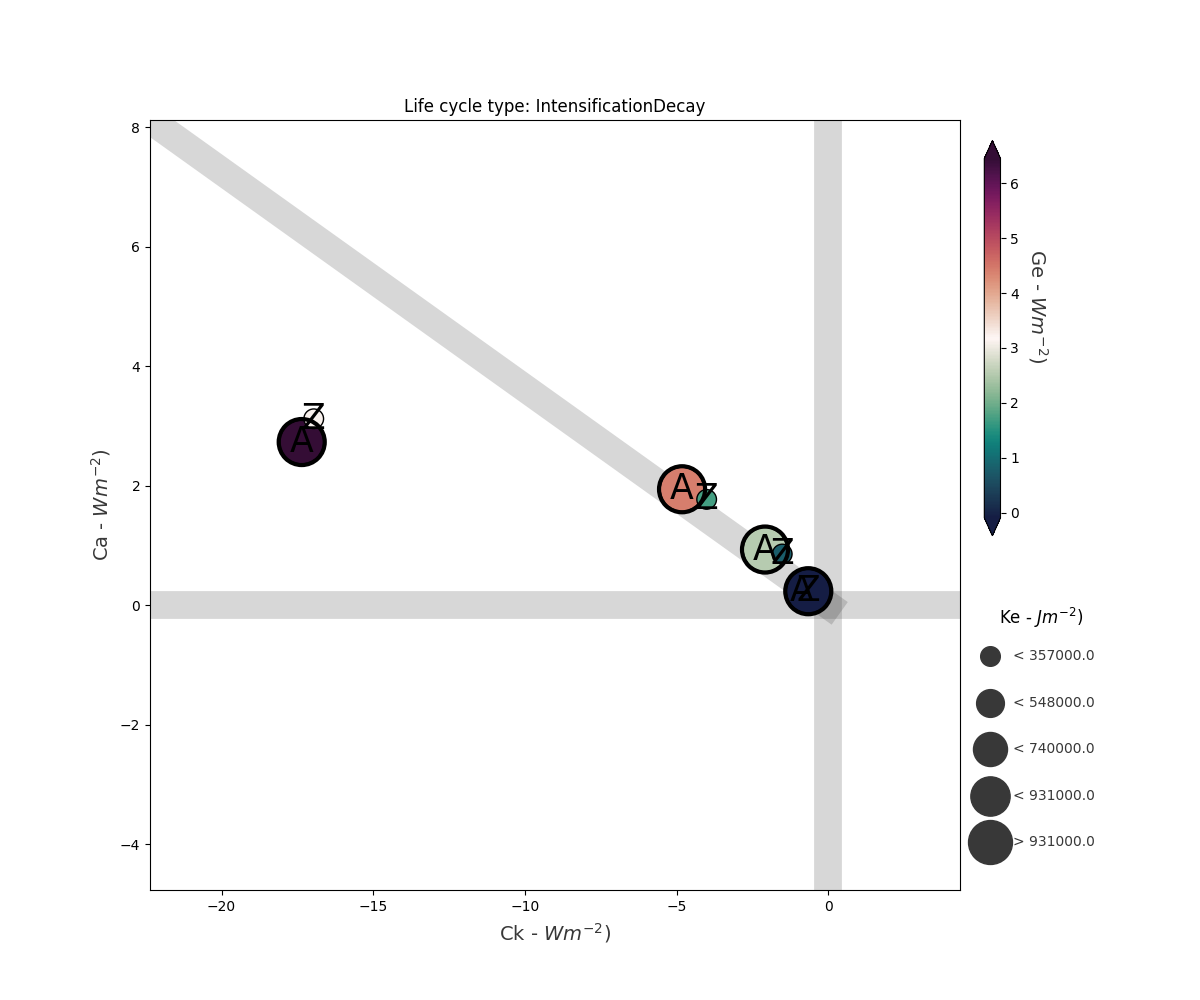 Life cycle type: IntensificationDecay
8
6
4
2
0
−2
−4
Ca - Wm⁻²)
−20
−15
−10
−5
0
Ck - Wm⁻²)
Z
A
A
Z
A
Z
A
Z
6
5
4
3
2
1
0
Ge - Wm⁻²)
Ke - Jm⁻²)
< 357000.0
< 548000.0
< 740000.0
< 931000.0
> 931000.0